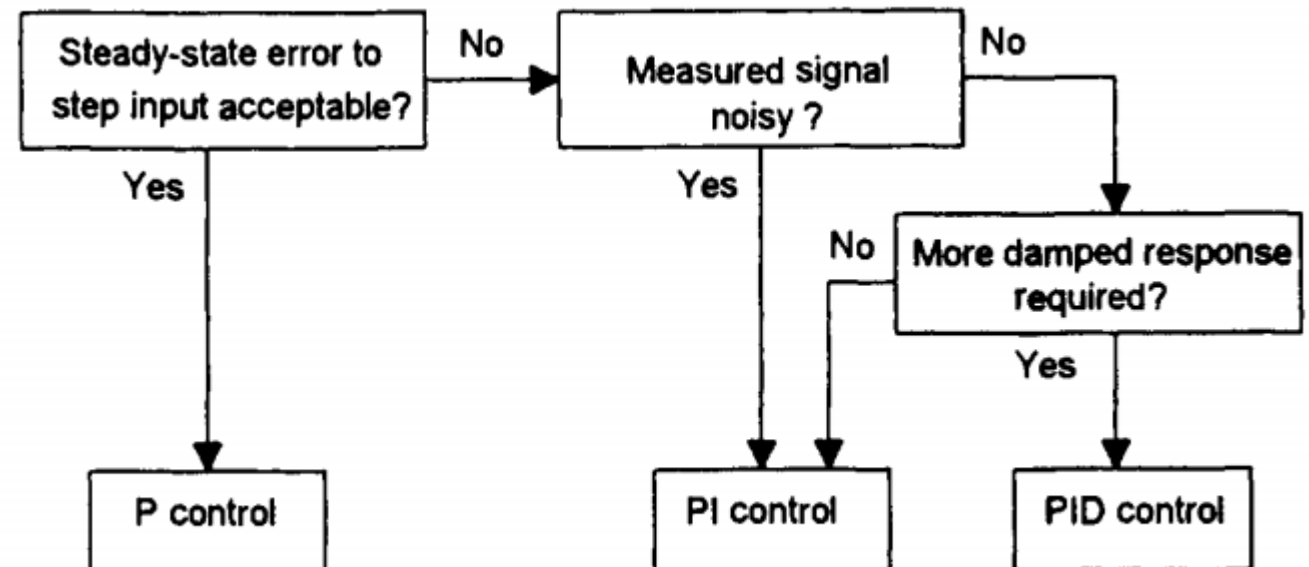 Steady-state error to
step input acceptable?
No
Measured signal
noisy ?
No
Yes
Yes
No
More damped response
required?
Yes
P control
PI control
PID control